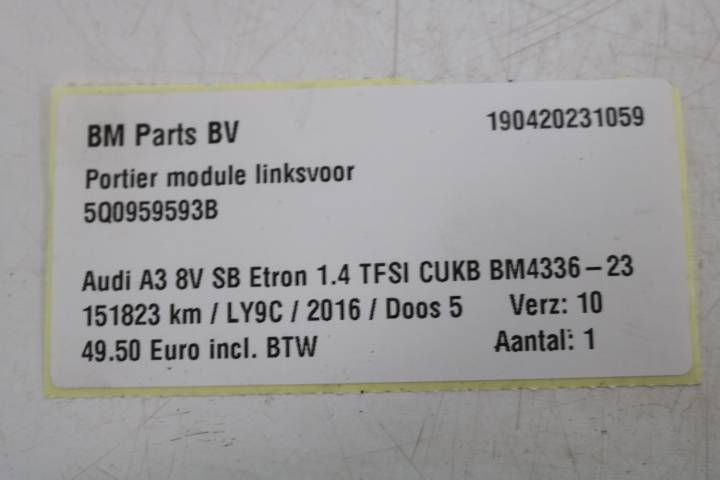 BM Parts BV 190420231059
Portier module linksvoor
5Q0959593B
Audi A3 8V SB Etron 1.4 TFSI CUKB BM4336-23
151823 km / LY9C / 2016 / Doos 5 Verz: 10
49.50 Euro incl. BTW Aantal: 1